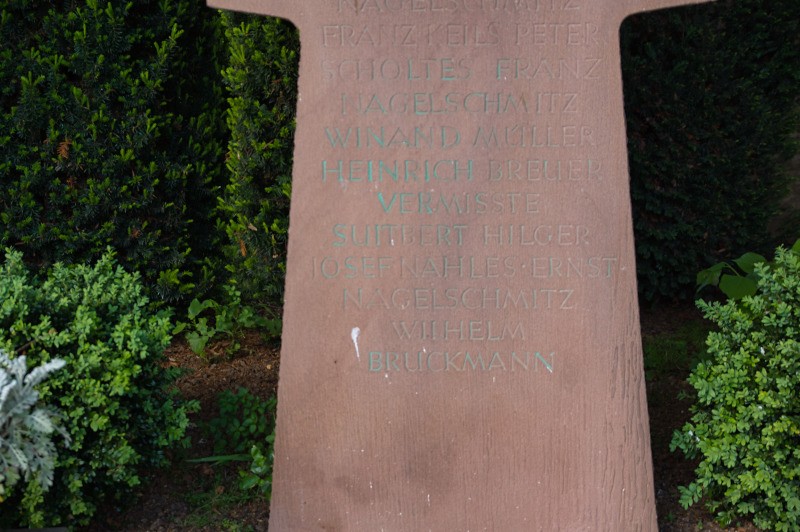 NAGELSCHMITZ
FRANZ KEILS PETER
SCHOLTES FRANZ
NAGELSCHMITZ
WINAND MÜLLER
HEINRICH BREUER
VERMISSTE
SUITBERT HILGER
JOSEF NAHLES·ERNST
NAGELSCHMITZ
WILHELM
BRUCKMANN